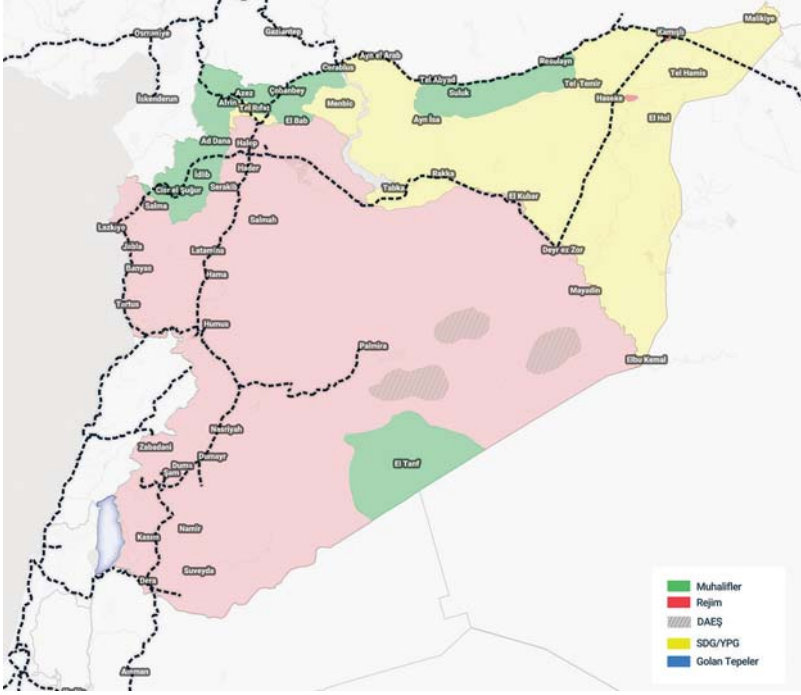 Malikiye
Osmaniye
Gaziantep
Kamışlı
Ayn el Arab
Resulayn
Cerablus
Tel Abyad
Tel Hamis
Tel Temir
Azez
Çobanbey
Suluk
Haseke
İskenderun
Afrin
Tel Rıfat
Menbic
El Bab
Ayn İsa
El Hol
Ad Dana
Halep
Hader
İdlib
Rakka
Serakib
Tabka
Cisr el Şuğur
El Kubar
Salma
Salmah
Lazkiye
Jabla
Latamina
Deyr ez Zor
Banyas
Hama
Mayadin
Tartus
Humus
Palmira
Elbu Kemal
Nasriyah
Zabadani
Dumayr
Duma
Şam
El Tanf
Namir
Kasım
Suveyda
Dera
Amman
Muhalifler
Rejim
DAEŞ
SDG/YPG
Golan Tepeler